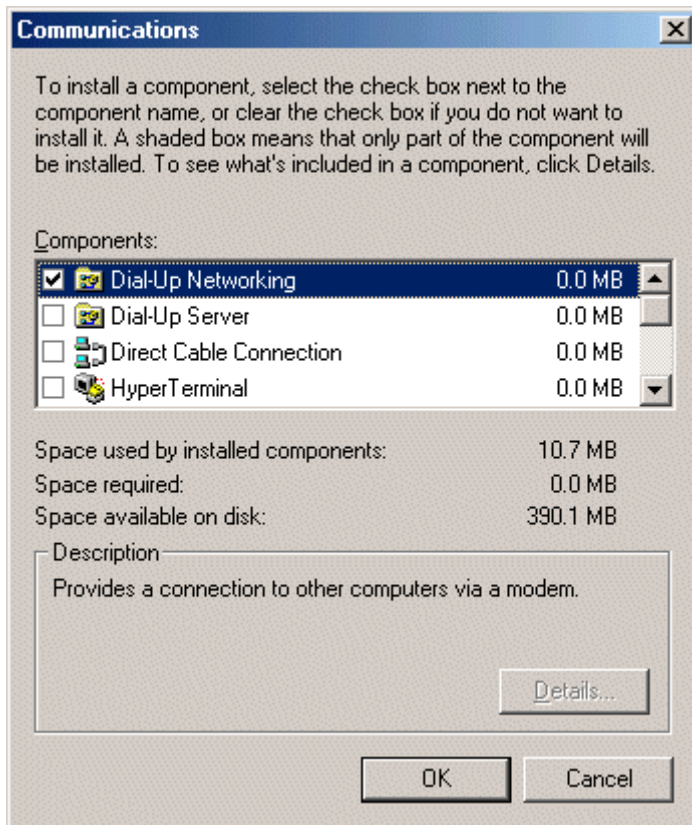 Communications
To install a component, select the check box next to the
component name, or clear the check box if you do not want to
install it. A shaded box means that only part of the component will
be installed. To see what's included in a component, click Details.
Components:
Dial-Up Networking 0.0 MB
Dial-Up Server 0.0 MB
Direct Cable Connection 0.0 MB
HyperTerminal 0.0 MB
Space used by installed components: 10.7 MB
Space required: 0.0 MB
Space available on disk: 390.1 MB
Description
Provides a connection to other computers via a modem.
Details...
OK Cancel